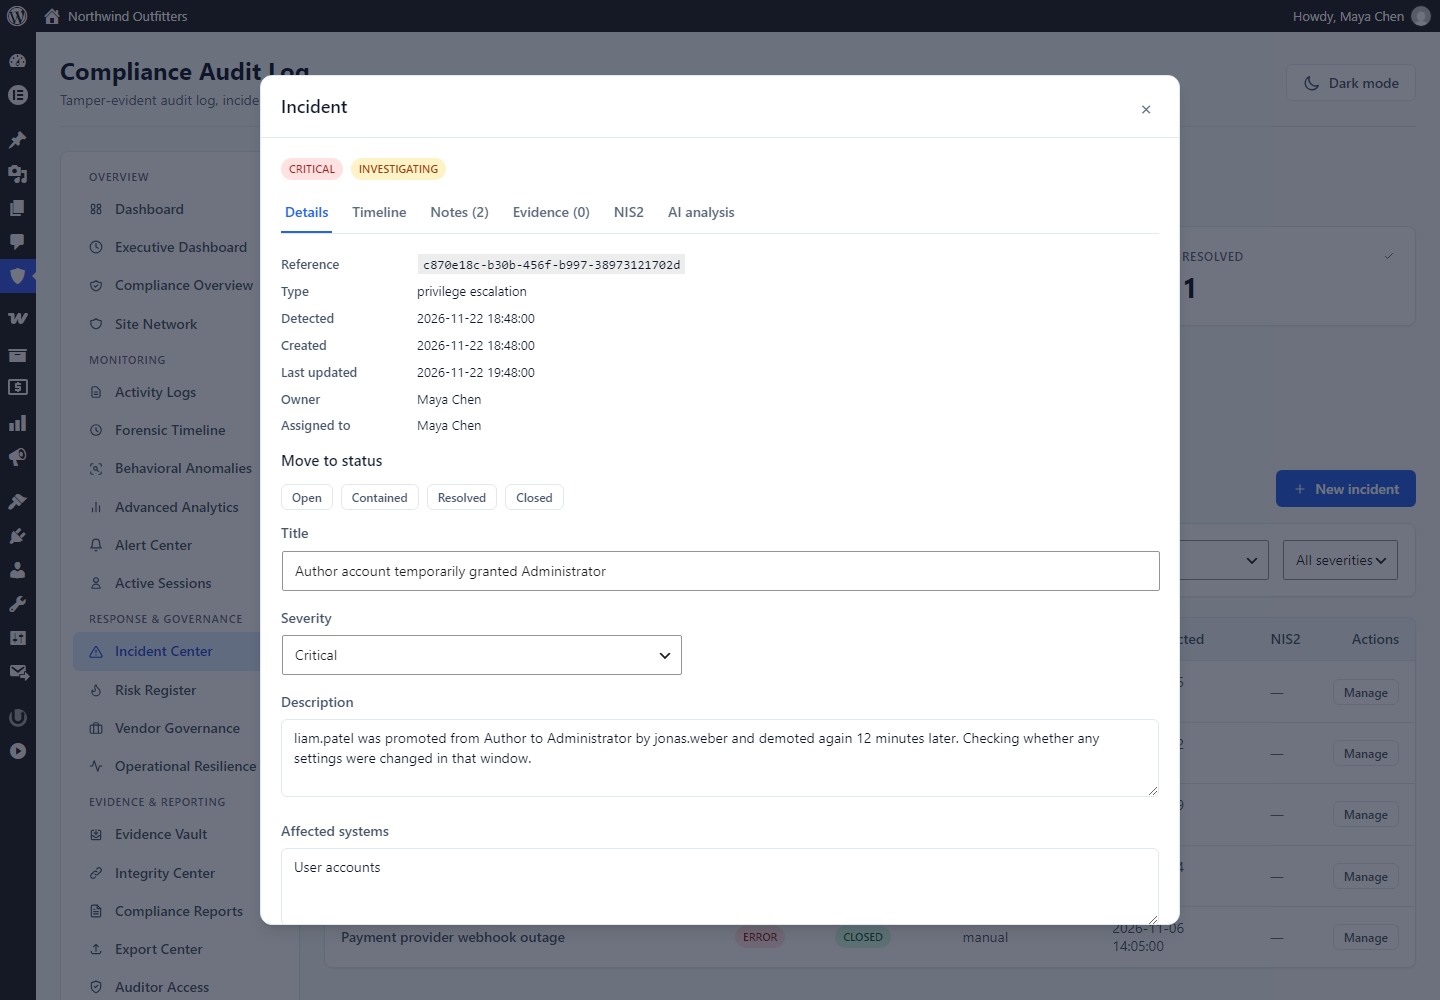 Northwind Outfitters
Howdy, Maya Chen
Compliance Audit Log
Tamper-evident audit log, incide
Dark mode
OVERVIEW
Dashboard
Executive Dashboard
Compliance Overview
Site Network
MONITORING
Activity Logs
Forensic Timeline
Behavioral Anomalies
Advanced Analytics
Alert Center
Active Sessions
RESPONSE & GOVERNANCE
Incident Center
Risk Register
Vendor Governance
Operational Resilience
EVIDENCE & REPORTING
Evidence Vault
Integrity Center
Compliance Reports
Export Center
Auditor Access
Incident
×
CRITICAL INVESTIGATING
Details Timeline Notes (2) Evidence (0) NIS2 AI analysis
Reference c870e18c-b30b-456f-b997-38973121702d
Type privilege escalation
Detected 2026-11-22 18:48:00
Created 2026-11-22 18:48:00
Last updated 2026-11-22 19:48:00
Owner Maya Chen
Assigned to Maya Chen
Move to status
Open Contained Resolved Closed
Title
Author account temporarily granted Administrator
Severity
Critical
Description
liam.patel was promoted from Author to Administrator by jonas.weber and demoted again 12 minutes later. Checking whether any
settings were changed in that window.
Affected systems
User accounts
RESOLVED
1
+ New incident
All severities
cted NIS2 Actions
— Manage
— Manage
— Manage
— Manage
Payment provider webhook outage ERROR CLOSED manual 2026-11-06
14:05:00 — Manage